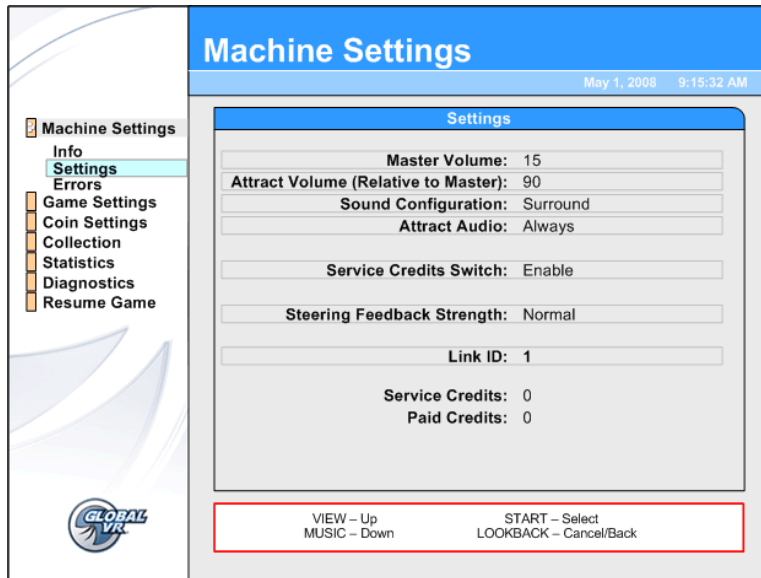 Machine Settings
May 1, 2008 9:15:32 AM
Machine Settings
Info
Settings
Errors
Game Settings
Coin Settings
Collection
Statistics
Diagnostics
Resume Game
Settings
Master Volume: 15
Attract Volume (Relative to Master): 90
Sound Configuration: Surround
Attract Audio: Always
Service Credits Switch: Enable
Steering Feedback Strength: Normal
Link ID: 1
Service Credits: 0
Paid Credits: 0
VIEW – Up START – Select
MUSIC – Down LOOKBACK – Cancel/Back
GLOBAL
VR